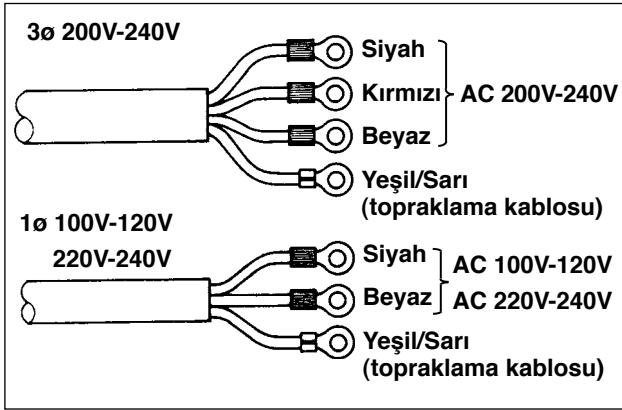 3ø 200V-240V
Siyah
Kırmızı
Beyaz
AC 200V-240V
Yeşil/Sarı
(topraklama kablosu)
1ø 100V-120V
220V-240V
Siyah
Beyaz
AC 100V-120V
AC 220V-240V
Yeşil/Sarı
(topraklama kablosu)